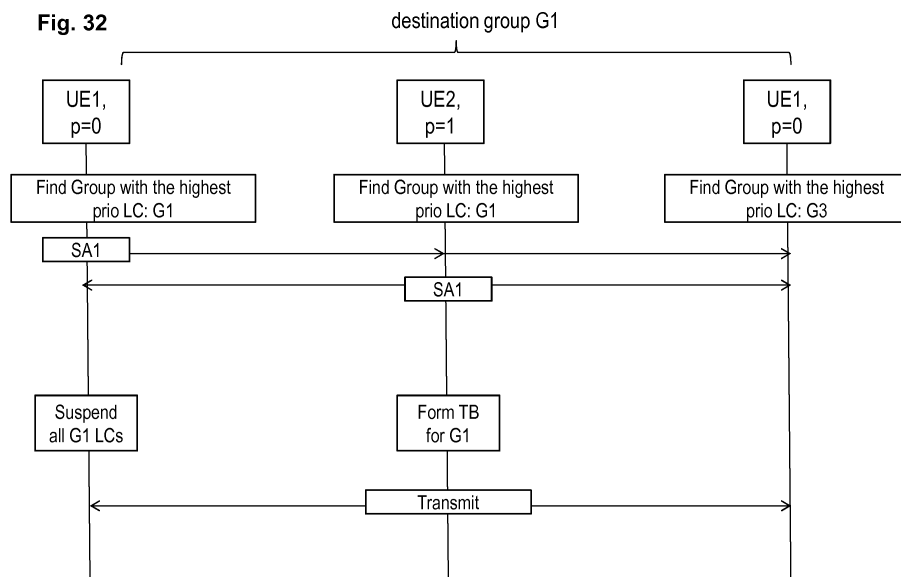 Fig. 32
destination group G1
UE1,
p=0
UE2,
p=1
UE1,
p=0
Find Group with the highest
prio LC: G1
Find Group with the highest
prio LC: G1
Find Group with the highest
prio LC: G3
SA1
SA1
Suspend
all G1 LCs
Form TB
for G1
Transmit